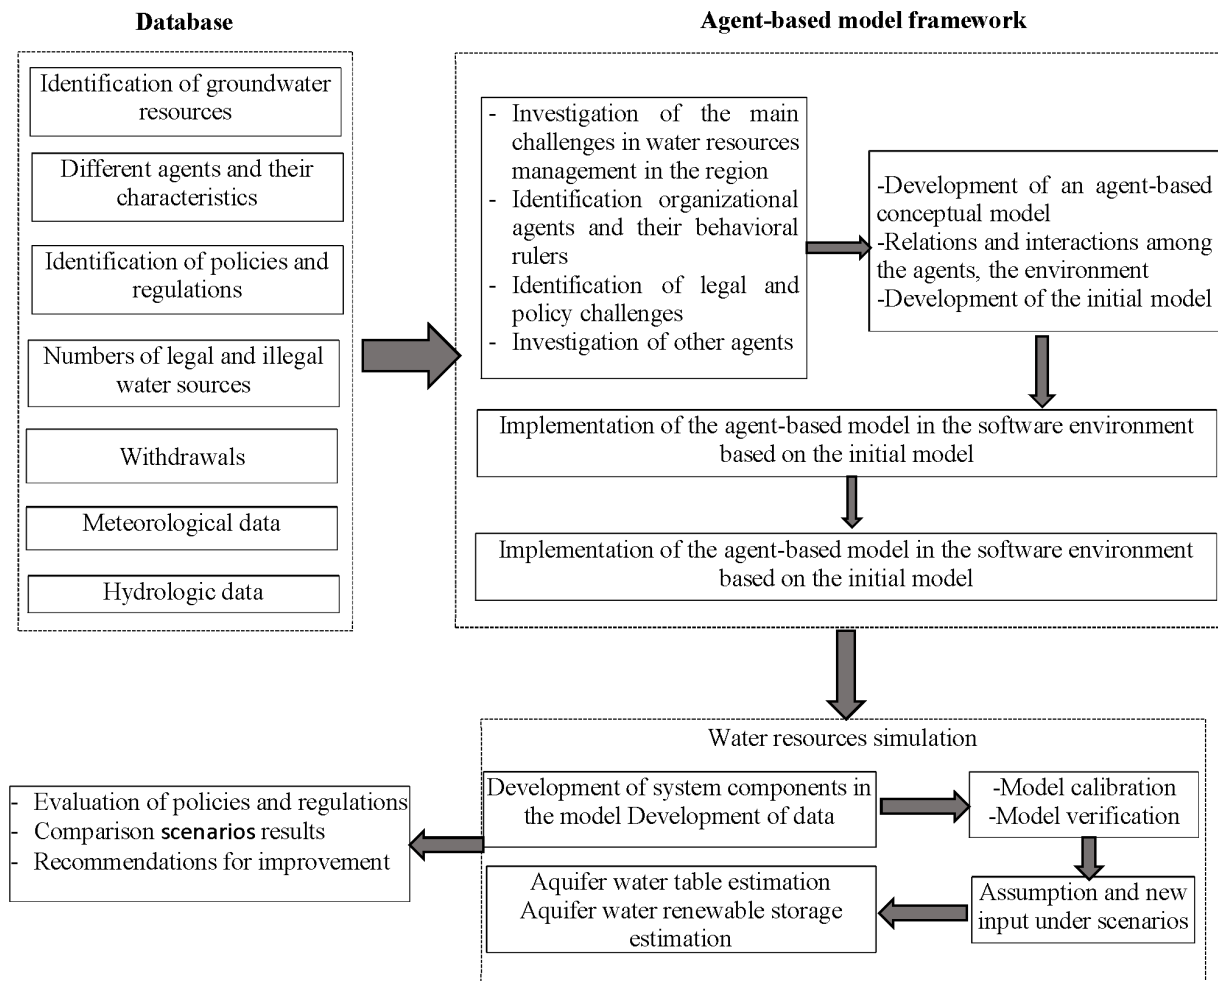 Database
Identification of groundwater
resources
Different agents and their
characteristics
Identification of policies and
regulations
Numbers of legal and illegal
water sources
Withdrawals
Meteorological data
Hydrologic data
Agent-based model framework
- Investigation of the main
challenges in water resources
management in the region
- Identification organizational
agents and their behavioral
rulers
- Identification of legal and
policy challenges
- Investigation of other agents
-Development of an agent-based
conceptual model
-Relations and interactions among
the agents, the environment
-Development of the initial model
Implementation of the agent-based model in the software environment
based on the initial model
Implementation of the agent-based model in the software environment
based on the initial model
Water resources simulation
Development of system components in
the model Development of data
-Model calibration
-Model verification
Assumption and new
input under scenarios
Aquifer water table estimation
Aquifer water renewable storage
estimation
- Evaluation of policies and regulations
- Comparison scenarios results
- Recommendations for improvement